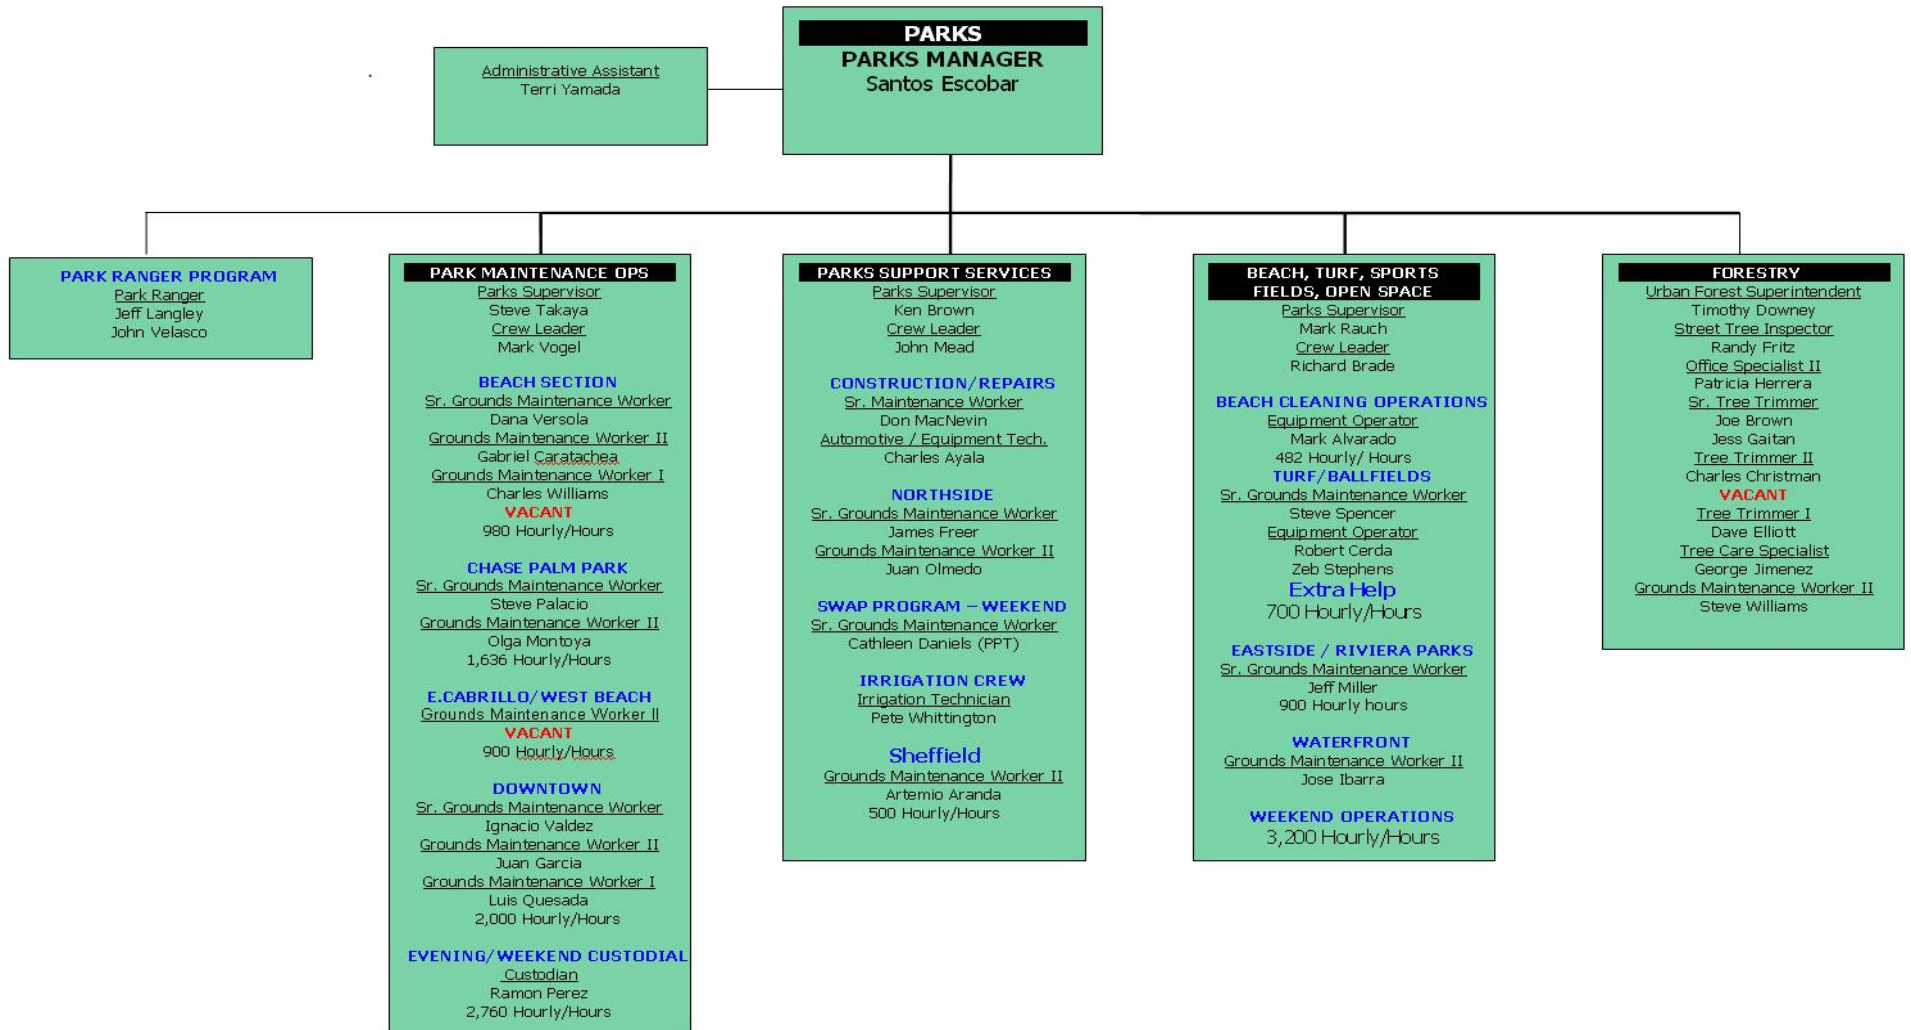 PARKS
PARKS MANAGER
Santos Escobar
Administrative Assistant
Terri Yamada
PARK RANGER PROGRAM
Park Ranger
Jeff Langley
John Velasco
PARK MAINTENANCE OPS
Parks Supervisor
Steve Takaya
Crew Leader
Mark Vogel
BEACH SECTION
Sr. Grounds Maintenance Worker
Dana Versola
Grounds Maintenance Worker II
Gabriel Caratachea
Grounds Maintenance Worker I
Charles Williams
VACANT
980 Hourly/Hours
CHASE PALM PARK
Sr. Grounds Maintenance Worker
Steve Palacio
Grounds Maintenance Worker II
Olga Montoya
1,636 Hourly/Hours
E.CABRILLO/WEST BEACH
Grounds Maintenance Worker II
VACANT
900 Hourly/Hours
DOWNTOWN
Sr. Grounds Maintenance Worker
Ignacio Valdez
Grounds Maintenance Worker II
Juan Garcia
Grounds Maintenance Worker I
Luis Quesada
2,000 Hourly/Hours
EVENING/WEEKEND CUSTODIAL
Custodian
Ramon Perez
2,760 Hourly/Hours
PARKS SUPPORT SERVICES
Parks Supervisor
Ken Brown
Crew Leader
John Mead
CONSTRUCTION/REPAIRS
Sr. Maintenance Worker
Don MacNevin
Automotive / Equipment Tech.
Charles Ayala
NORTHSIDE
Sr. Grounds Maintenance Worker
James Freer
Grounds Maintenance Worker II
Juan Olmedo
SWAP PROGRAM – WEEKEND
Sr. Grounds Maintenance Worker
Cathleen Daniels (PPT)
IRRIGATION CREW
Irrigation Technician
Pete Whittington
Sheffield
Grounds Maintenance Worker II
Artemio Aranda
500 Hourly/Hours
BEACH, TURF, SPORTS
FIELDS, OPEN SPACE
Parks Supervisor
Mark Rauch
Crew Leader
Richard Brade
BEACH CLEANING OPERATIONS
Equipment Operator
Mark Alvarado
482 Hourly/ Hours
TURF/BALLFIELDS
Sr. Grounds Maintenance Worker
Steve Spencer
Equipment Operator
Robert Cerda
Zeb Stephens
Extra Help
700 Hourly/Hours
EASTSIDE / RIVIERA PARKS
Sr. Grounds Maintenance Worker
Jeff Miller
900 Hourly hours
WATERFRONT
Grounds Maintenance Worker II
Jose Ibarra
WEEKEND OPERATIONS
3,200 Hourly/Hours
FORESTRY
Urban Forest Superintendent
Timothy Downey
Street Tree Inspector
Randy Fritz
Office Specialist II
Patricia Herrera
Sr. Tree Trimmer
Joe Brown
Jess Gaitan
Tree Trimmer II
Charles Christman
VACANT
Tree Trimmer I
Dave Elliott
Tree Care Specialist
George Jimenez
Grounds Maintenance Worker II
Steve Williams